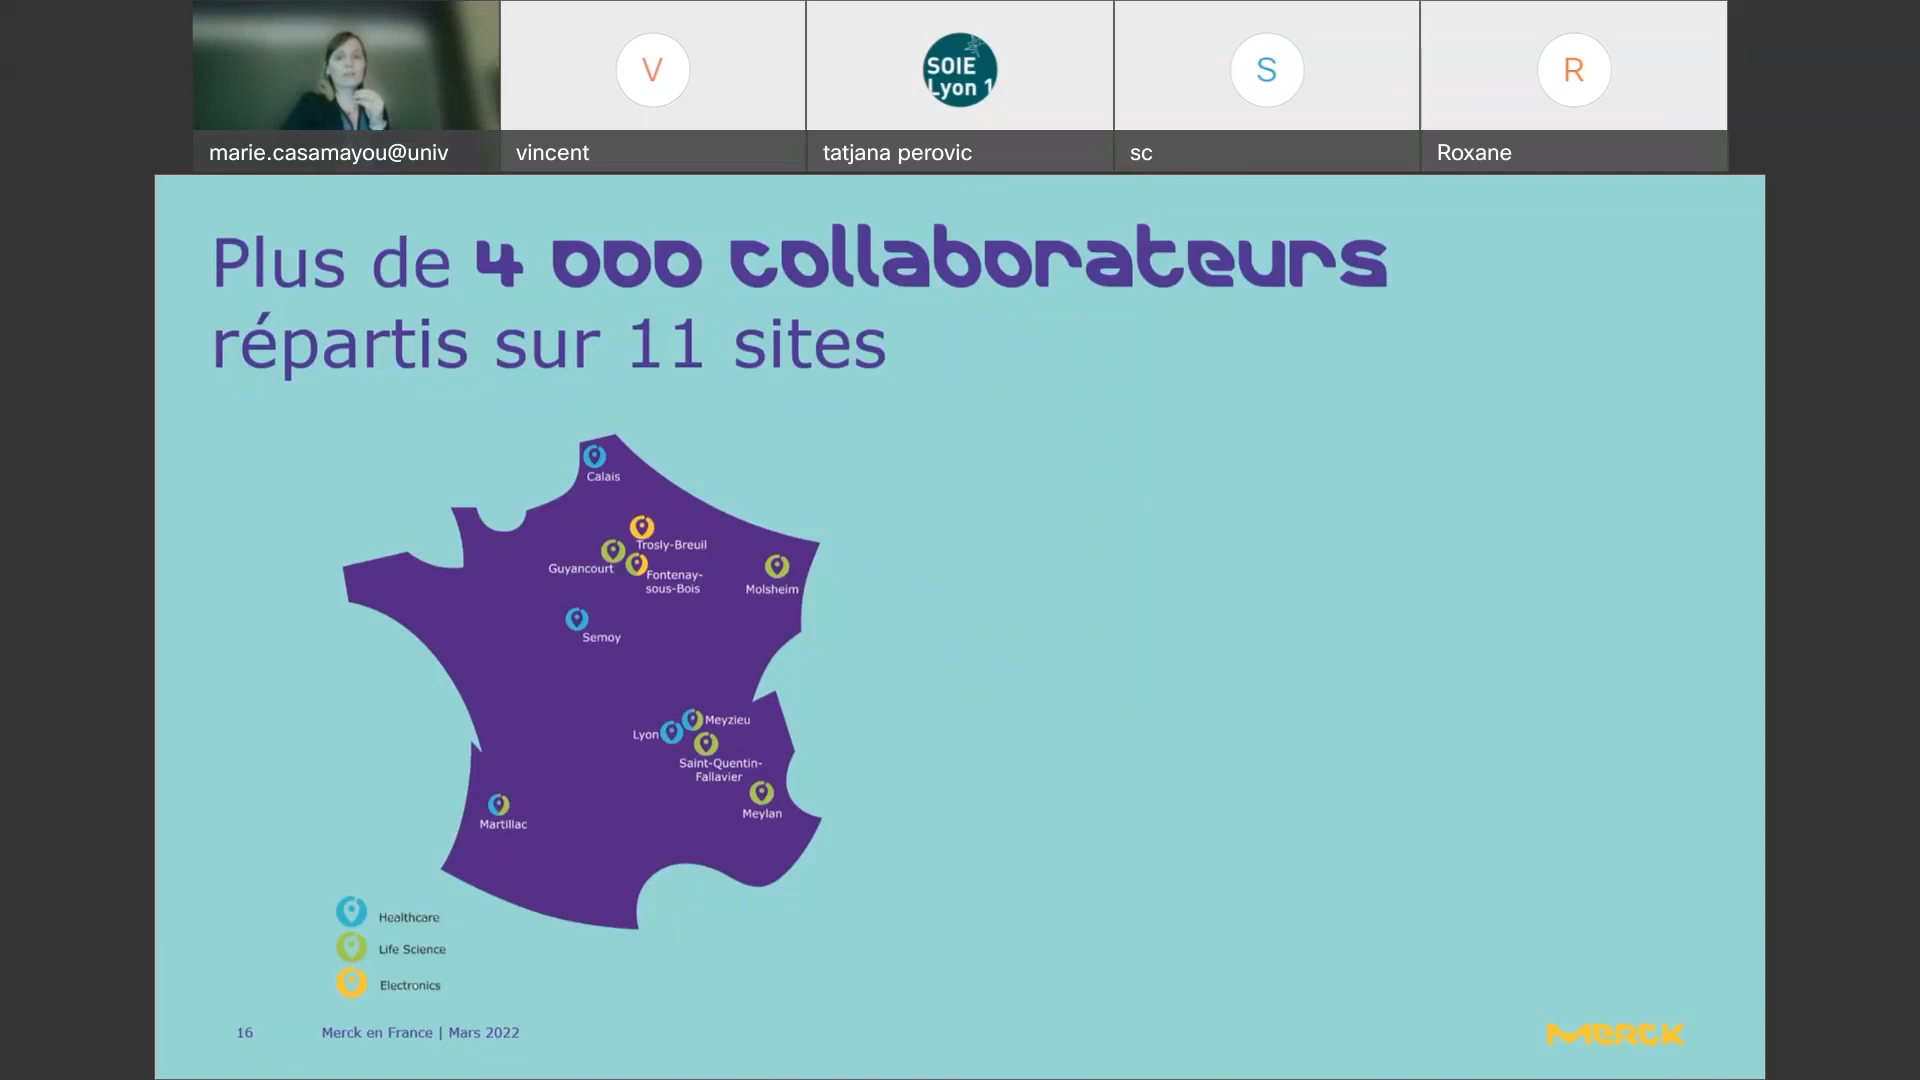 V
SOIE
Lyon 1
S
R
marie.casamayou@univ
vincent
tatjana perovic
sc
Roxane
Plus de 4 000 collaborateurs
répartis sur 11 sites
Calais
Trosly-Breuil
Guyancourt
Fontenay-
sous-Bois
Molsheim
Semoy
Meyzieu
Lyon
Saint-Quentin-
Fallavier
Meylan
Martillac
Healthcare
Life Science
Electronics
16
Merck en France | Mars 2022
MERCK